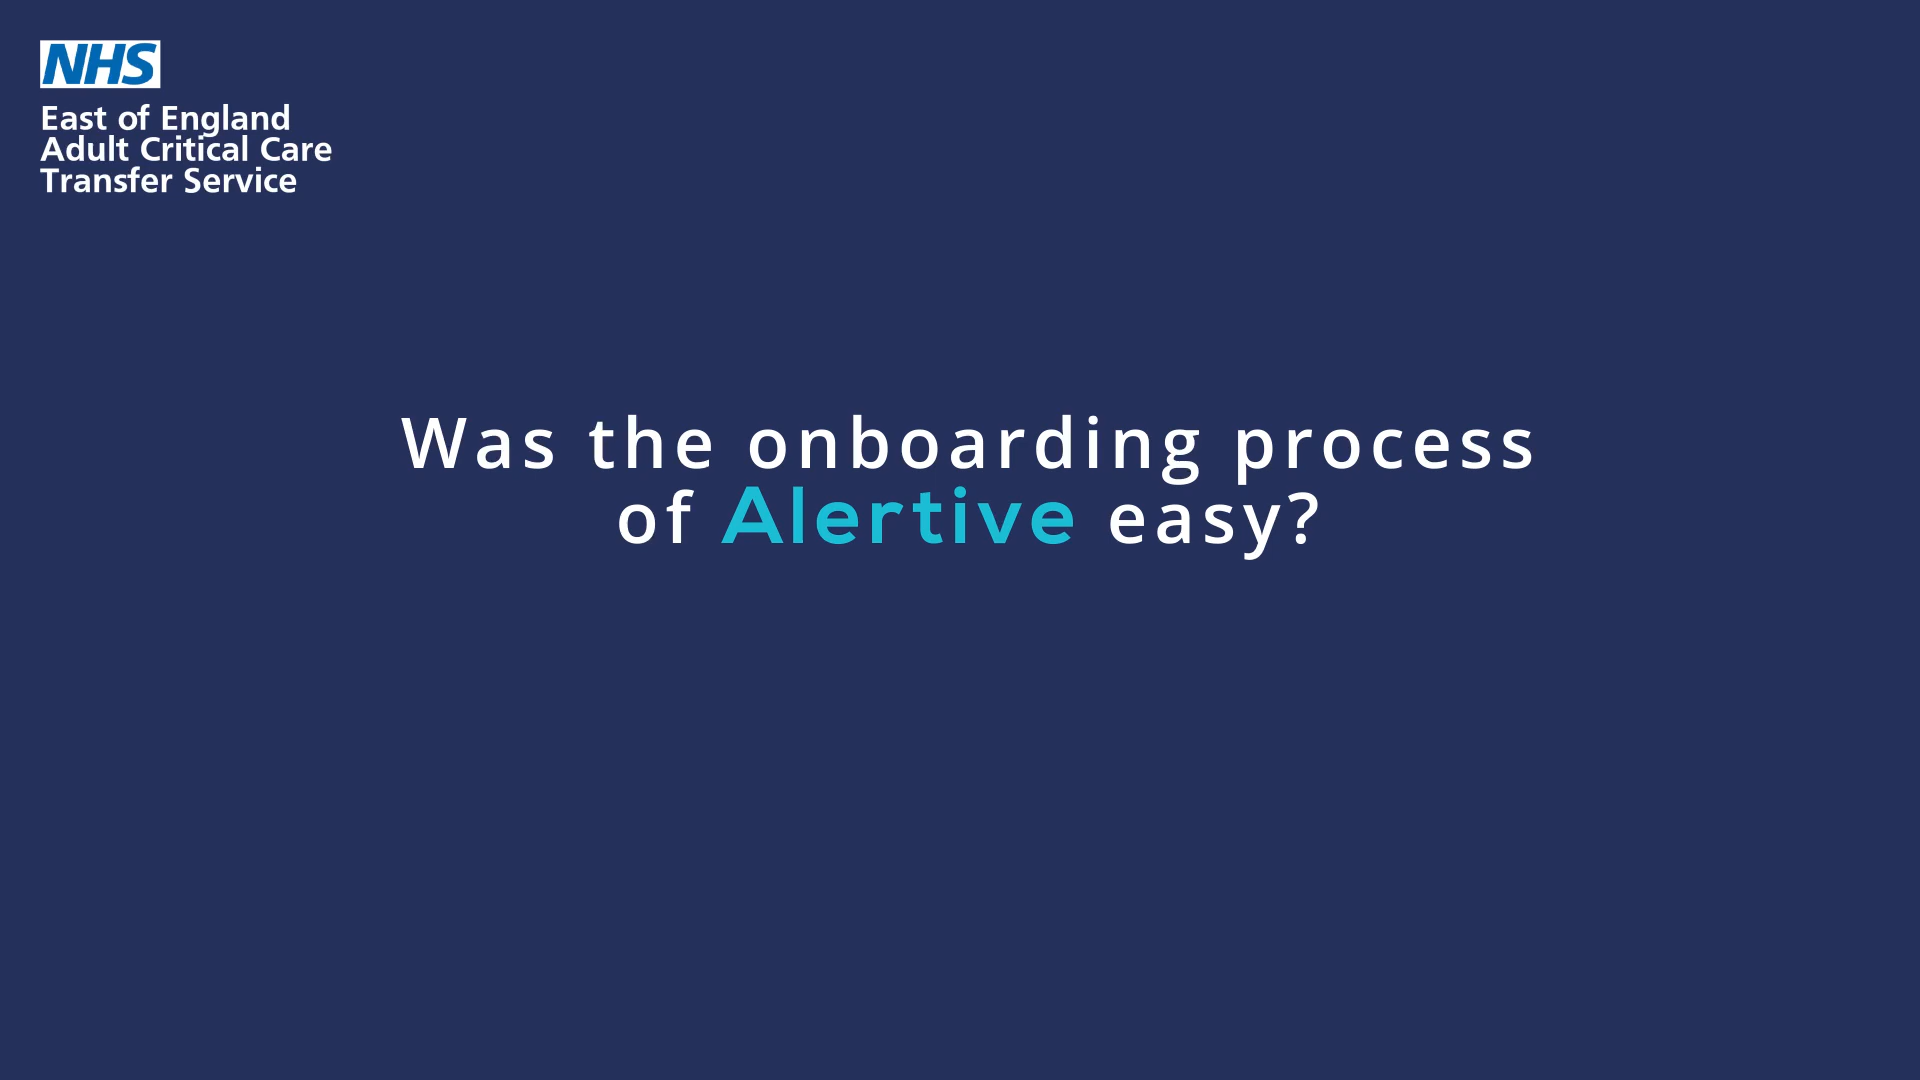 NHS
East of England
Adult Critical Care
Transfer Service
Was the onboarding process
of Alertive easy?